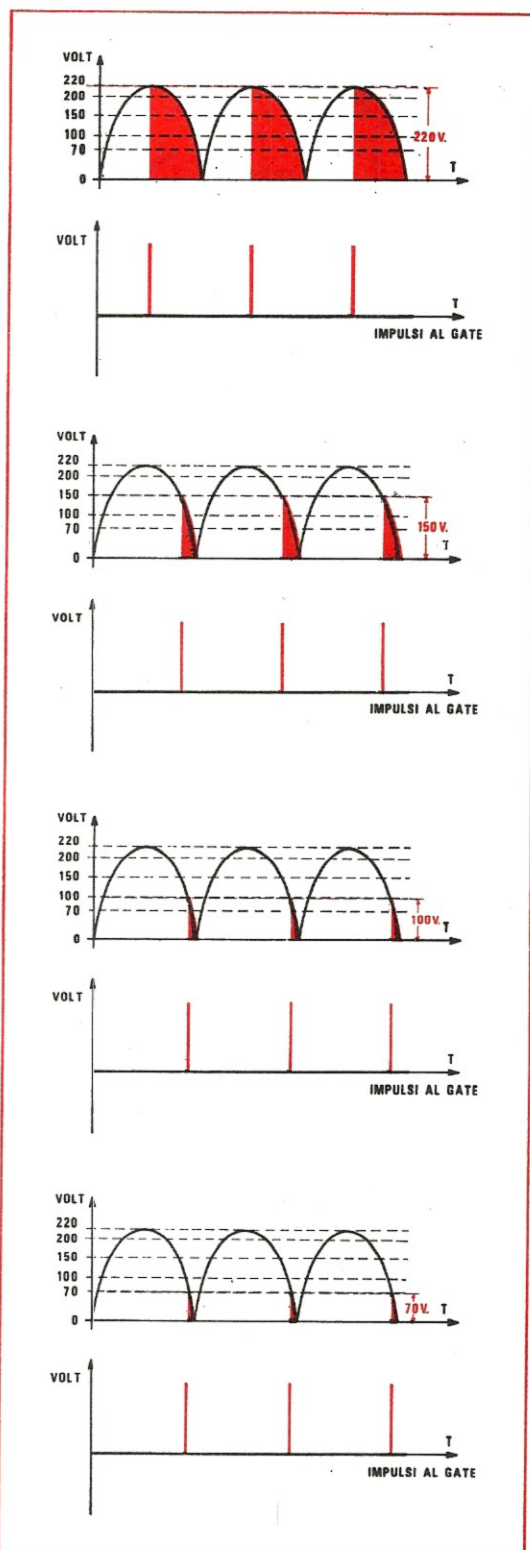 VOLT
220
200
150
100
70
0
220V.
T
VOLT
T
IMPULSI AL GATE
VOLT
220
200
150
100
70
0
150V.
T
VOLT
T
IMPULSI AL GATE
VOLT
220
200
150
100
70
0
100V.
T
VOLT
T
IMPULSI AL GATE
VOLT
220
200
150
100
70
0
70V.
T
VOLT
T
IMPULSI AL GATE